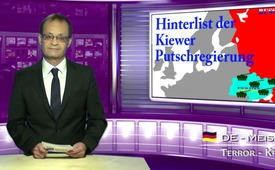 Hinterlist der
Kiewer
Putschregierung
DE - MEIS
TERROR - K